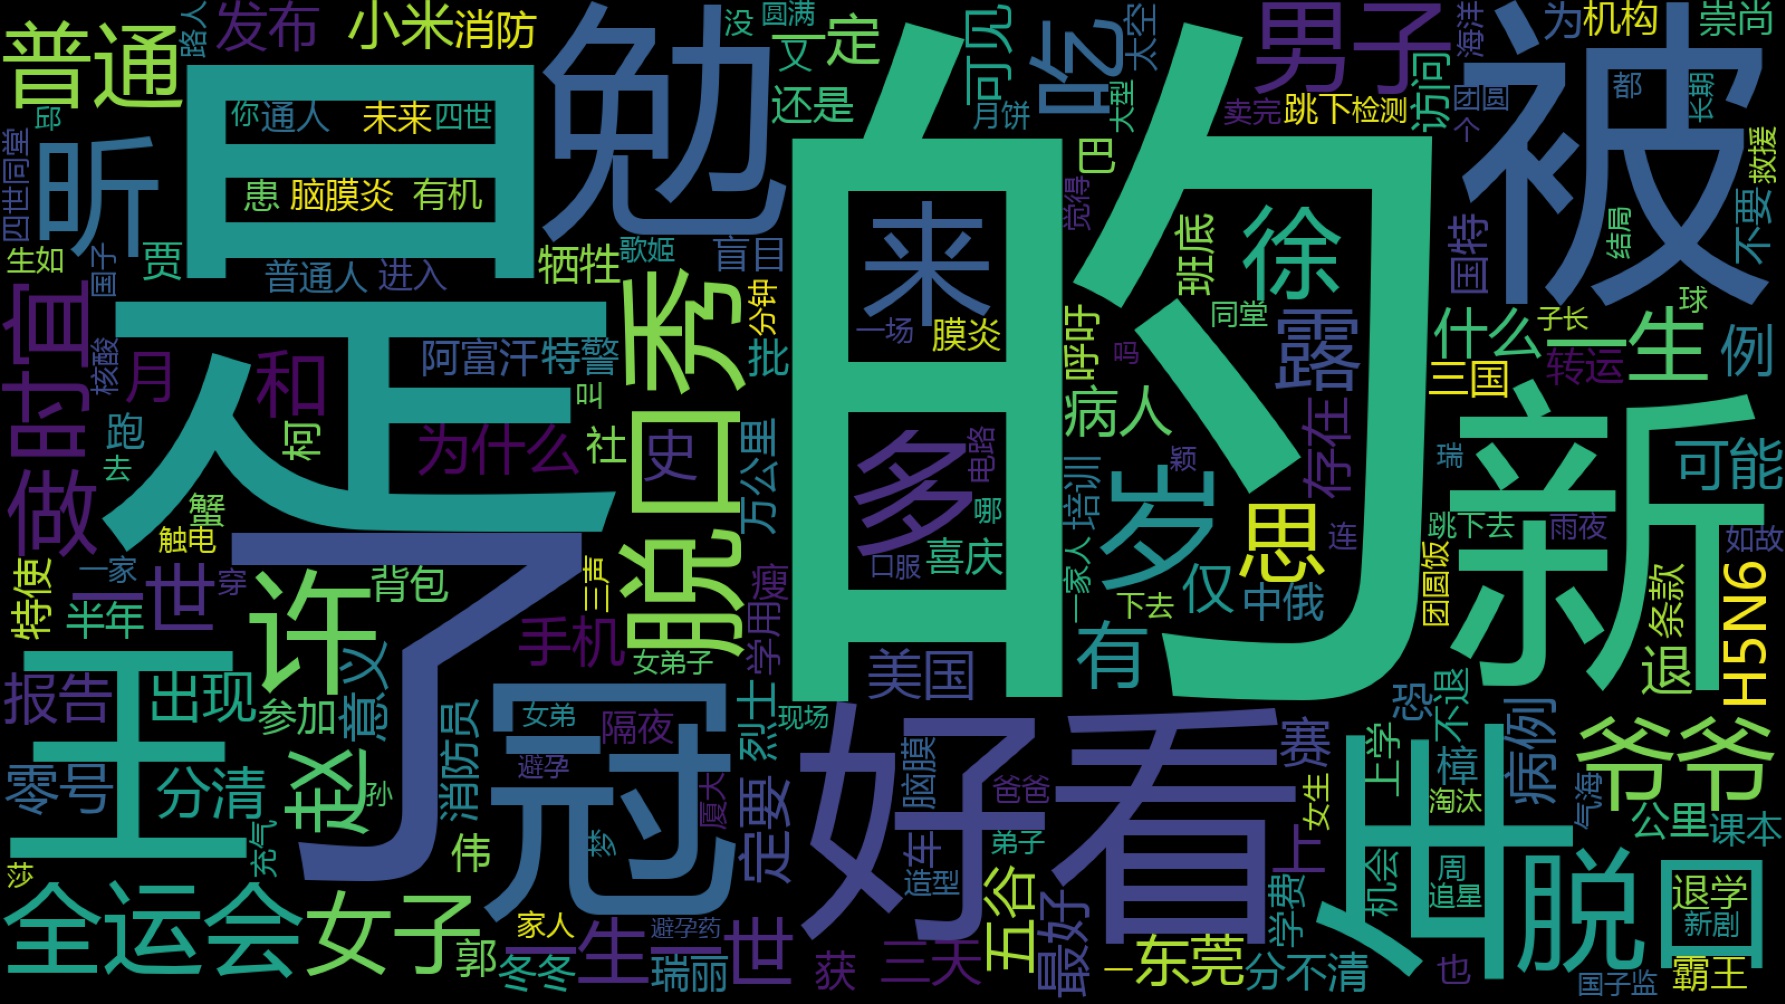 普通
路人
发布
小米
消防
勉
没
圆满
又
一定
还是
可见
月饼
吃
太空
大型
男子
卖完
跳下
检测
访问
海洋
团圆
个
被
为
机构
崇尚
都
长期
救援
不要
邱
昕
四世同堂
生如
国子
贾
是
你
通人
未来
四世
患
脑膜炎
有机
普通人
进入
牺牲
歌姬
盲目
秀
分钟
批
的
来
一场
膜炎
多
电路
哪
口服
喜庆
巴
觉得
呼吁
吗
班底
同堂
徐
露
国特
结局
球
什么
子长
一生
例
转运
三国
时值
核酸
月
和
阿富汗
特警
叫
跑
去
柯
为什么
社
史
万公里
口
脱
病人
颖
培训
岁
思
存在
连
仅
中俄
一家人
下去
有
瑞
新
可能
跳下去
雨夜
如故
团圆饭
条款
退
H5N6
做
蟹
触电
一家
一世
穿
特使
半年
许
背包
了
三声
手机
女弟子
瘦
学用
美国
王
报告
出现
参加
意义
零号
分清
赵
孙
消防员
充气
莎
伟
冠
女弟
隔夜
避孕
梦
烈士
现场
厦大
定要
好看
脑膜
爸爸
弟子
车
造型
五谷
最好
赛
上
女生
学费
恐
不退
上学
樟
淘汰
病例
气海
爷爷
公里
课本
年
机会
周
追星
脱口
退学
新剧
霸王
全运会
女子
郭
冬冬
家人
一生
避孕药
瑞丽
世
获
三天
一
东莞
分不清
也
国子监